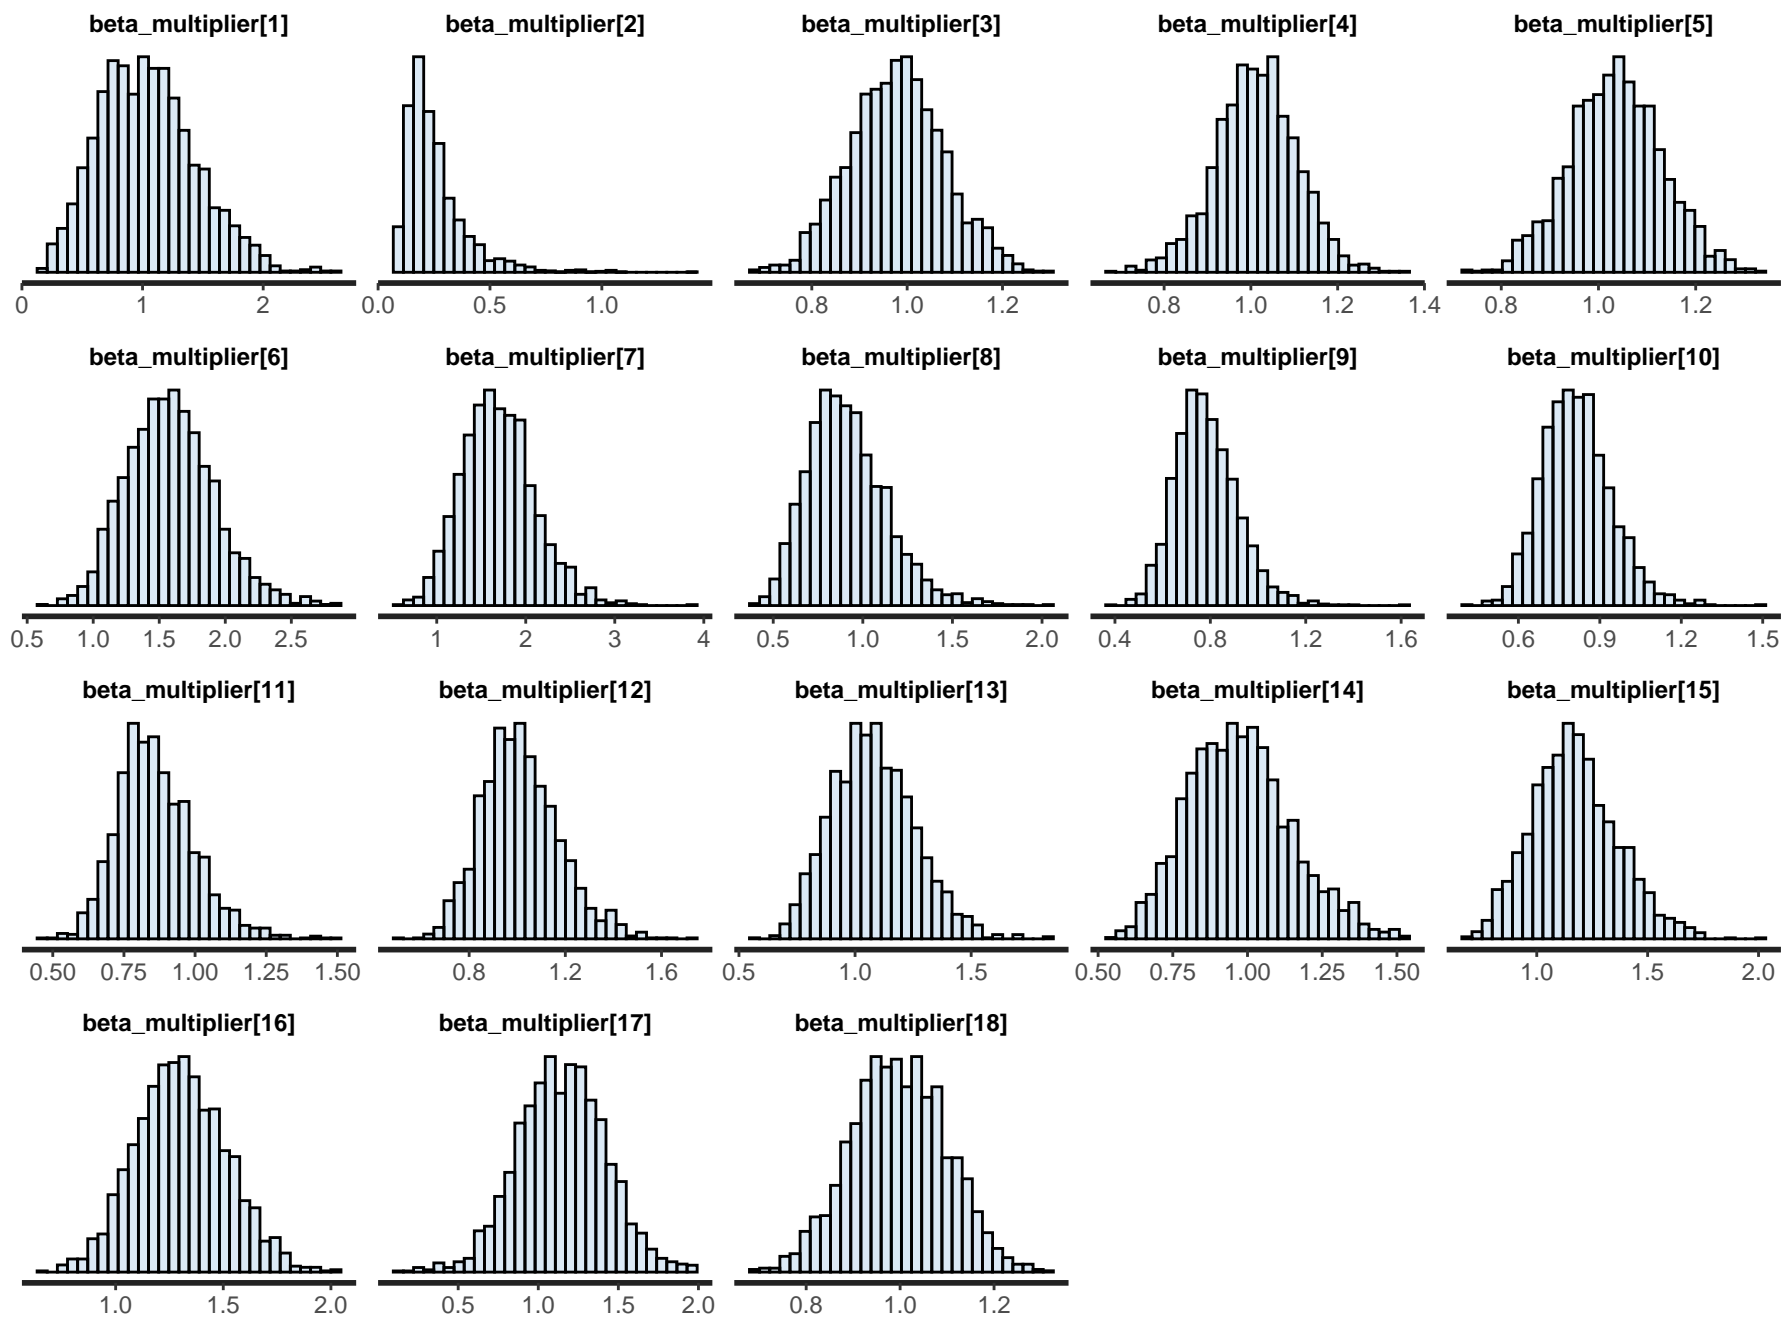 beta_multiplier[1] beta_multiplier[2] beta_multiplier[3] beta_multiplier[4] beta_multiplier[5]
0 1 2 0.0 0.5 1.0 0.8 1.0 1.2 0.8 1.0 1.2 1.4 0.8 1.0 1.2
beta_multiplier[6] beta_multiplier[7] beta_multiplier[8] beta_multiplier[9] beta_multiplier[10]
0.5 1.0 1.5 2.0 2.5 1 2 3 4 0.5 1.0 1.5 2.0 0.4 0.8 1.2 1.6 0.6 0.9 1.2 1.5
beta_multiplier[11] beta_multiplier[12] beta_multiplier[13] beta_multiplier[14] beta_multiplier[15]
0.50 0.75 1.00 1.25 1.50 0.8 1.2 1.6 0.5 1.0 1.5 0.50 0.75 1.00 1.25 1.50 1.0 1.5 2.0
beta_multiplier[16] beta_multiplier[17] beta_multiplier[18]
1.0 1.5 2.0 0.5 1.0 1.5 2.0 0.8 1.0 1.2